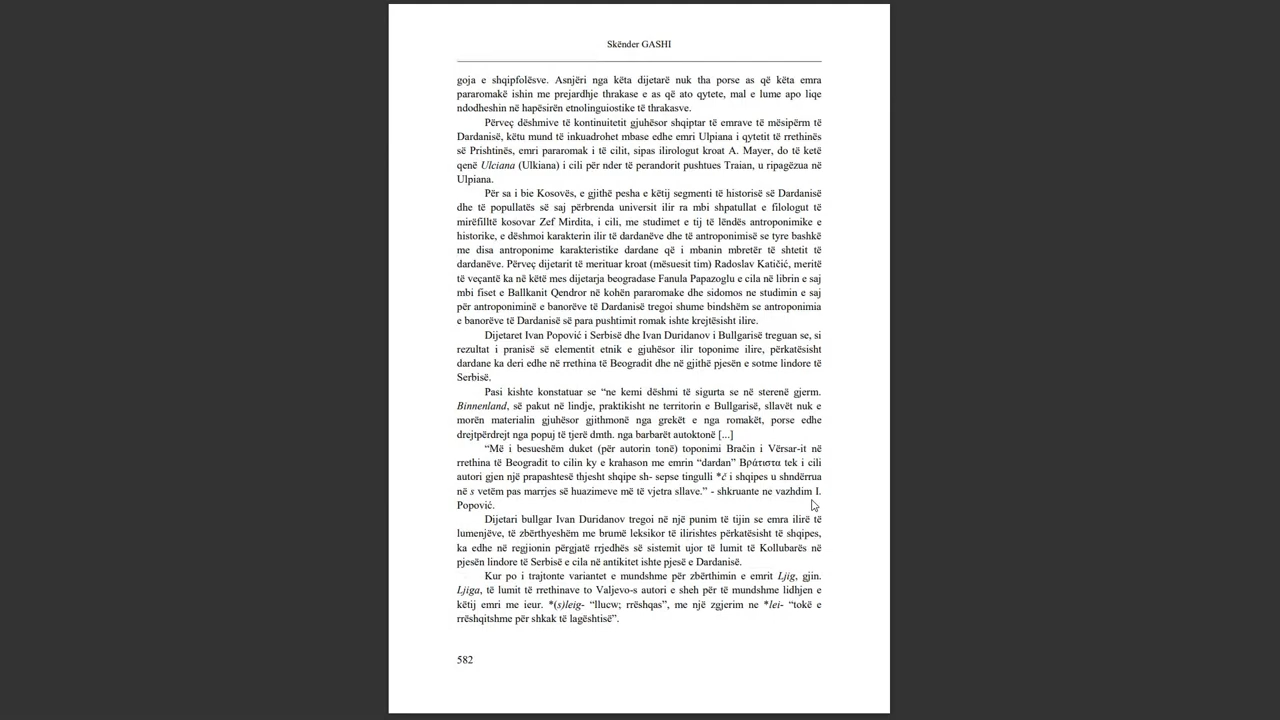 Skënder GASHI
goja e shqipfolësve. Asnjëri nga këta dijetarë nuk tha porse as që këta emra
pararomakë ishin me prejardhje thrakase e as që ato qytete, mal e lume apo liqe
ndodheshin në hapësirën etnolinguiostike të thrakasve.
Përveç dëshmive të kontinuitetit gjuhësor shqiptar të emrave të mësipërm të
Dardanisë, këtu mund të inkuadrohet mbase edhe emri Ulpiana i qytetit të rrethinës
së Prishtinës, emri pararomak i të cilit, sipas ilirologut kroat A. Mayer, do të ketë
qenë Ulciana (Ulkiana) i cili për nder të perandorit pushtues Traian, u ripagëzua në
Ulpiana.
Për sa i bie Kosovës, e gjithë pesha e këtij segmenti të historisë së Dardanisë
dhe të popullatës së saj përbrenda universit ilir ra mbi shpatullat e filologut të
mirëfilltë kosovar Zef Mirdita, i cili, me studimet e tij të lëndës antroponimike e
historike, e dëshmoi karakterin ilir të dardanëve dhe të antroponimisë se tyre bashkë
me disa antroponime karakteristike dardane që i mbanin mbretër të shtetit të
dardanëve. Përveç dijetarit të merituar kroat (mësuesit tim) Radoslav Katičić, meritë
të veçantë ka në këtë mes dijetarja beogradase Fanula Papazoglu e cila në librin e saj
mbi fiset e Ballkanit Qendror në kohën pararomake dhe sidomos ne studimin e saj
për antroponiminë e banorëve të Dardanisë tregoi shume bindshëm se antroponimia
e banorëve të Dardanisë së para pushtimit romak ishte krejtësisht ilire.
Dijetaret Ivan Popović i Serbisë dhe Ivan Duridanov i Bullgarisë treguan se, si
rezultat i pranisë së elementit etnik e gjuhësor ilir toponime ilire, përkatësisht
dardane ka deri edhe në rrethina të Beogradit dhe në gjithë pjesën e sotme lindore të
Serbisë.
Pasi kishte konstatuar se “ne kemi dëshmi të sigurta se në sterenë gjerm.
Binnenland, së pakut në lindje, praktikisht ne territorin e Bullgarisë, sllavët nuk e
morën materialin gjuhësor gjithmonë nga grekët e nga romakët, porse edhe
drejtpërdrejt nga popuj të tjerë dmth. nga barbarët autoktonë [...]
“Më i besueshëm duket (për autorin tonë) toponimi Bračin i Vërsar-it në
rrethina të Beogradit to cilin ky e krahason me emrin “dardan” Βράτιστα tek i cili
autori gjen një prapashtesë thjesht shqipe sh- sepse tingulli *č i shqipes u shndërrua
në s vetëm pas marrjes së huazimeve më të vjetra sllave.” - shkruante ne vazhdim I.
Popović.
Dijetari bullgar Ivan Duridanov tregoi në një punim të tijin se emra ilirë të
lumenjëve, të zbërthyeshëm me brumë leksikor të ilirishtes përkatësisht të shqipes,
ka edhe në regjionin përgjatë rrjedhës së sistemit ujor të lumit të Kollubarës në
pjesën lindore të Serbisë e cila në antikitet ishte pjesë e Dardanisë.
Kur po i trajtonte variantet e mundshme për zbërthimin e emrit Ljig, gjin.
Ljiga, të lumit të rrethinave to Valjevo-s autori e sheh për të mundshme lidhjen e
këtij emri me ieur. *(s)leig- “llucw; rrëshqas”, me një zgjerim ne *lei- “tokë e
rrëshqitshme për shkak të lagështisë”.
582